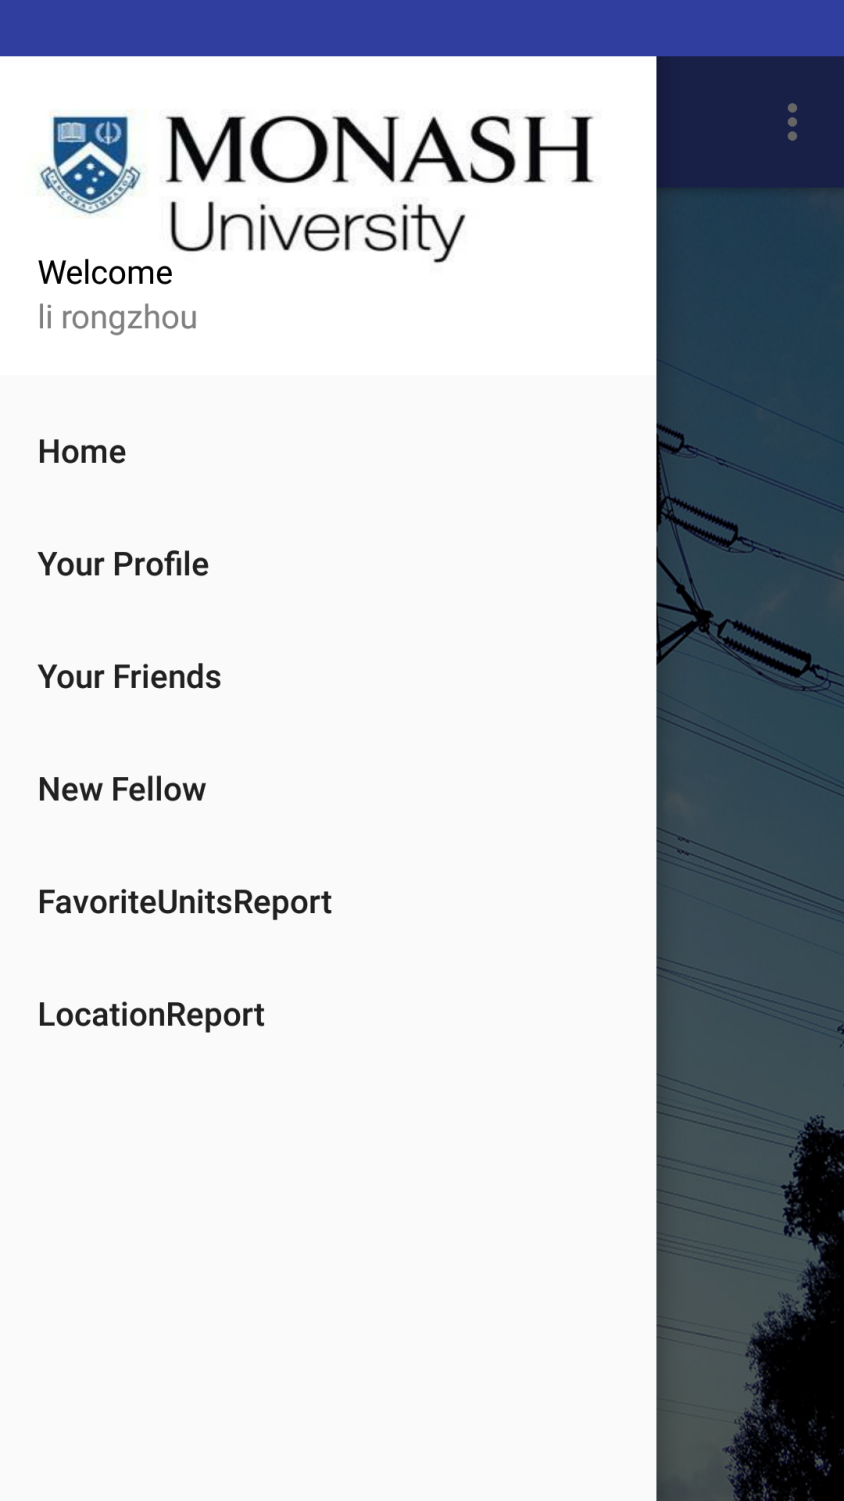 MONASH
University
Welcome
li rongzhou
Home
Your Profile
Your Friends
New Fellow
FavoriteUnitsReport
LocationReport